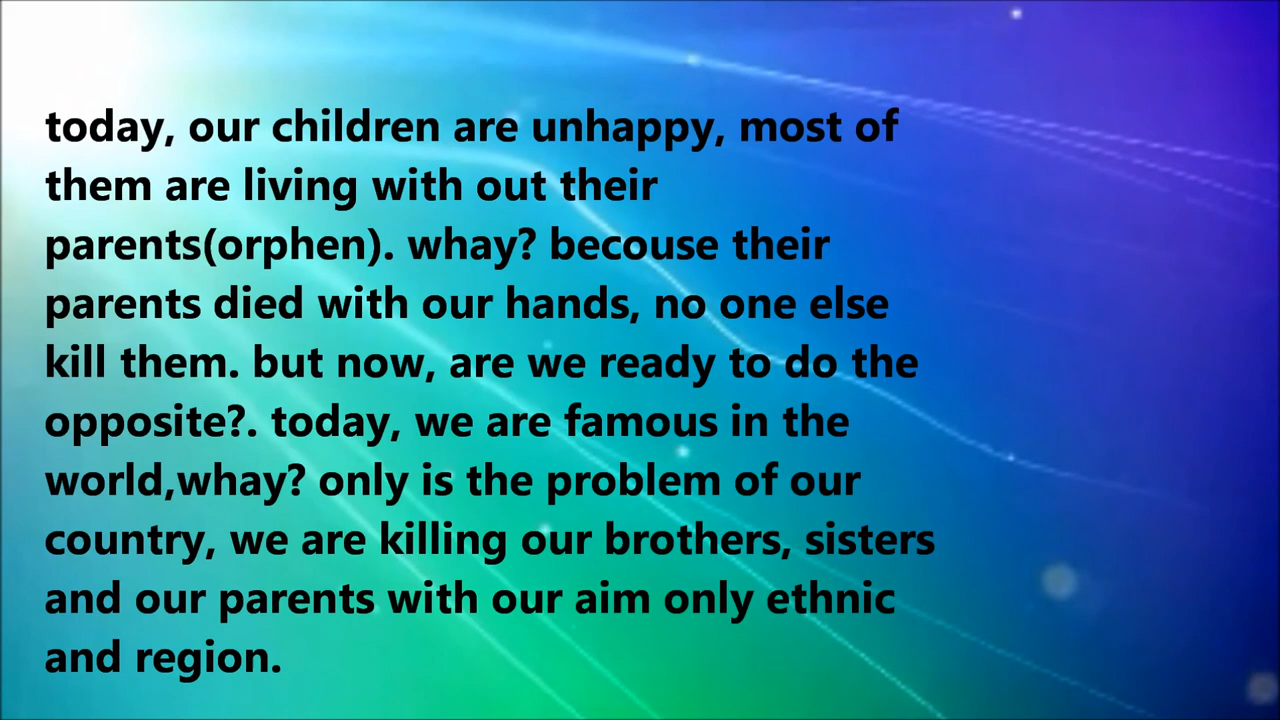 today, our children are unhappy, most of
them are living with out their
parents(orphen). whay? becouse their
parents died with our hands, no one else
kill them. but now, are we ready to do the
opposite?. today, we are famous in the
world,whay? only is the problem of our
country, we are killing our brothers, sisters
and our parents with our aim only ethnic
and region.